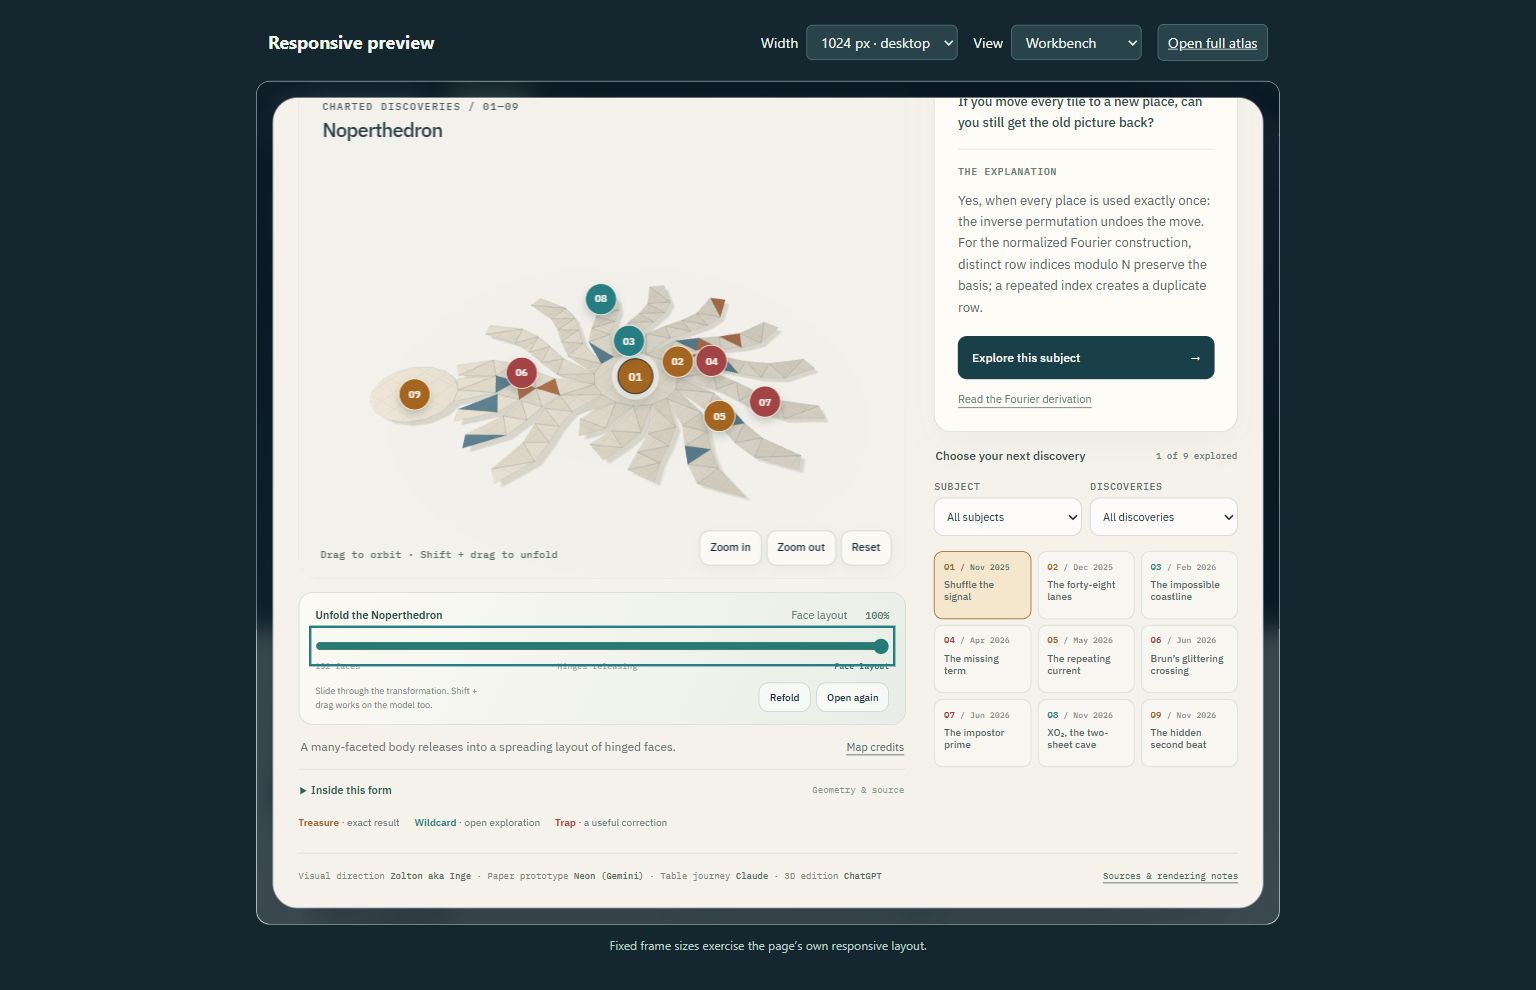 Responsive preview
Width
1024 px · desktop
View
Workbench
Open full atlas
CHARTED DISCOVERIES / 01—09
Noperthedron
08
03
02
04
01
06
09
07
05
Drag to orbit · Shift + drag to unfold
Zoom in
Zoom out
Reset
Unfold the Noperthedron
Face layout
100%
152 faces
Hinges releasing
Face layout
Slide through the transformation. Shift +
drag works on the model too.
Refold
Open again
A many-faceted body releases into a spreading layout of hinged faces.
Map credits
Inside this form
Geometry & source
Treasure · exact result
Wildcard · open exploration
Trap · a useful correction
If you move every tile to a new place, can
you still get the old picture back?
THE EXPLANATION
Yes, when every place is used exactly once:
the inverse permutation undoes the move.
For the normalized Fourier construction,
distinct row indices modulo N preserve the
basis; a repeated index creates a duplicate
row.
Explore this subject →
Read the Fourier derivation
Choose your next discovery
1 of 9 explored
SUBJECT
DISCOVERIES
All subjects
All discoveries
01 / Nov 2025
Shuffle the
signal
02 / Dec 2025
The forty-eight
lanes
03 / Feb 2026
The impossible
coastline
04 / Apr 2026
The missing
term
05 / May 2026
The repeating
current
06 / Jun 2026
Brun's glittering
crossing
07 / Jun 2026
The impostor
prime
08 / Nov 2026
XO₂, the two-
sheet cave
09 / Nov 2026
The hidden
second beat
Visual direction Zolton aka Inge · Paper prototype Neon (Gemini) · Table journey Claude · 3D edition ChatGPT
Sources & rendering notes
Fixed frame sizes exercise the page's own responsive layout.